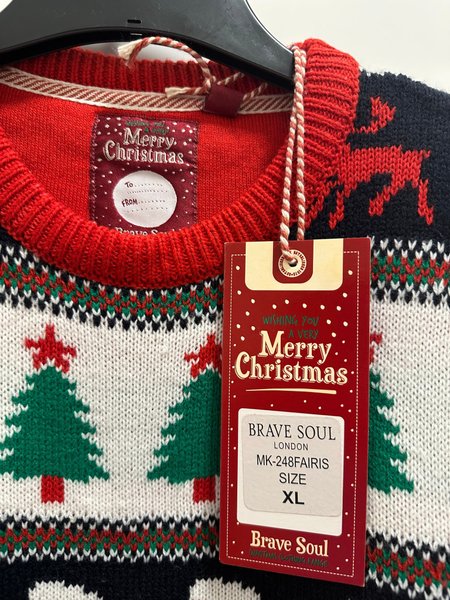 Merry
Christmas
TO........
FROM......
Brave Soul
WISHING YOU
A VERY
Merry
Christmas
BRAVE SOUL
LONDON
MK-248FAIRIS
SIZE
XL
Brave Soul